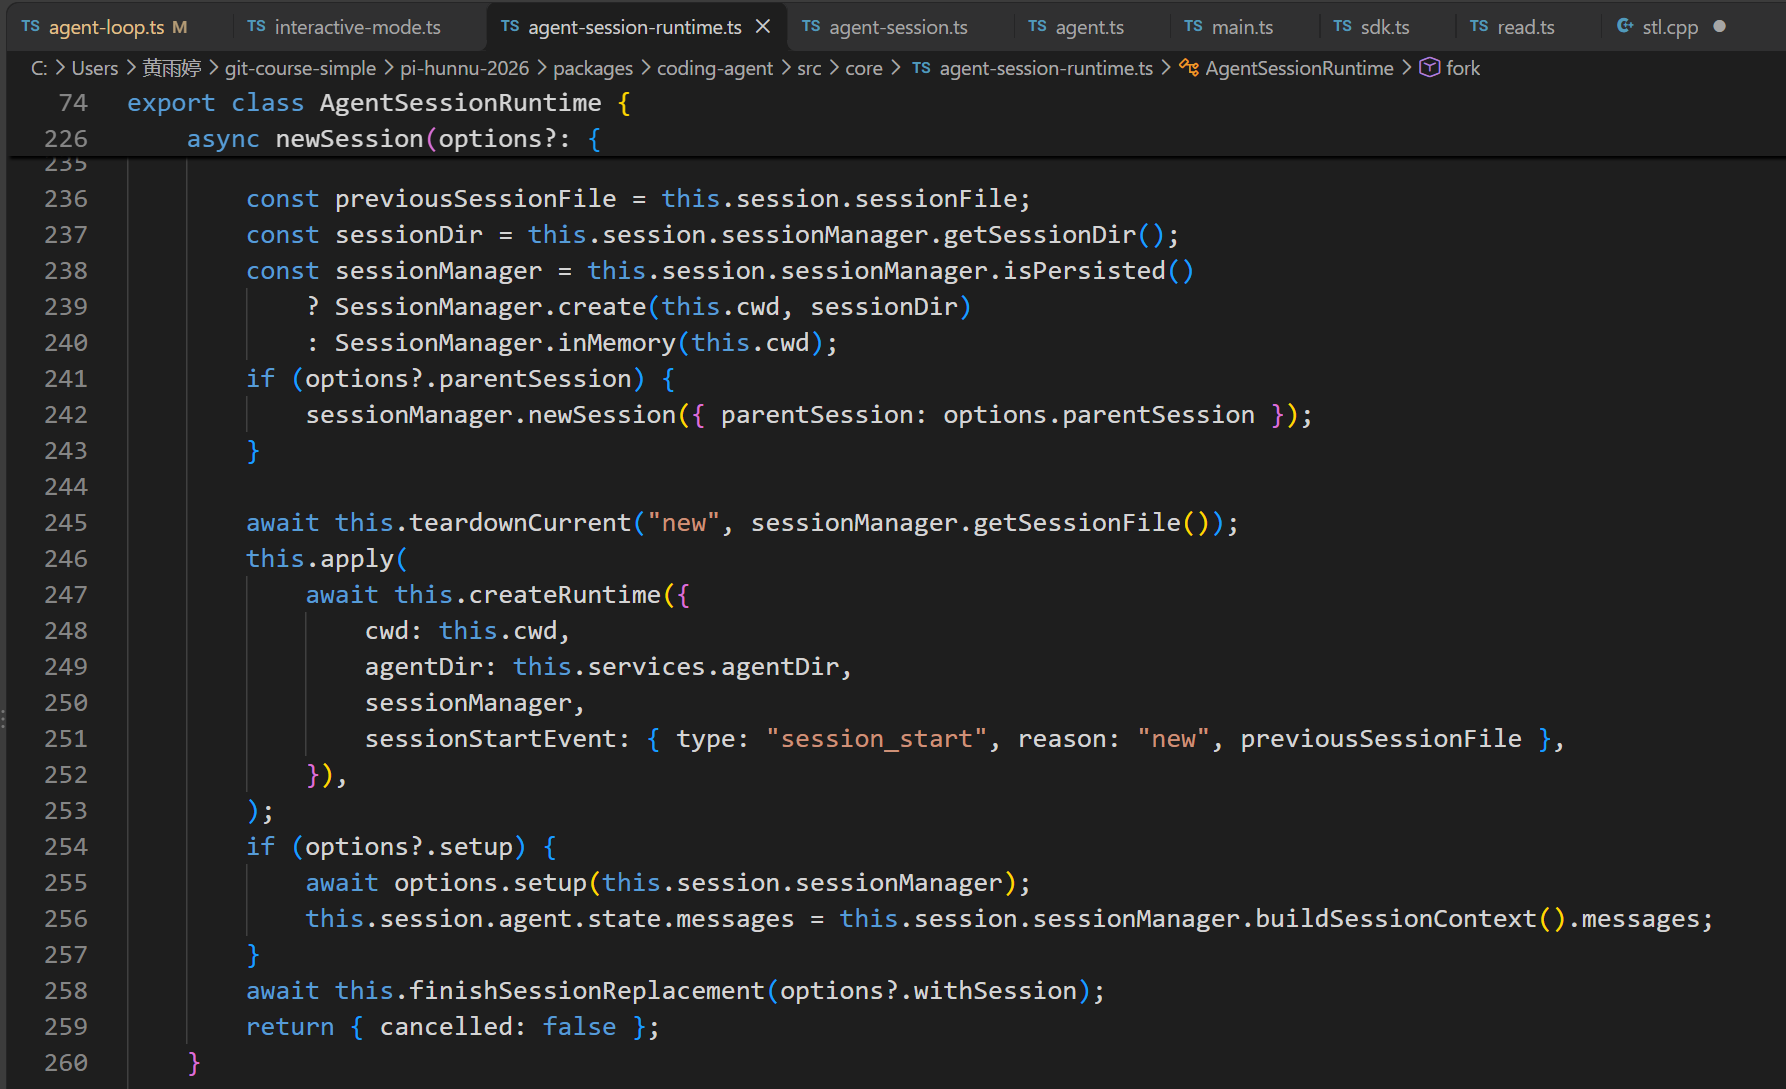 TS agent-loop.ts M TS interactive-mode.ts TS agent-session-runtime.ts TS agent-session.ts TS agent.ts TS main.ts TS sdk.ts TS read.ts stl.cpp
C: > Users > 黄雨婷 > git-course-simple > pi-hunnu-2026 > packages > coding-agent > src > core > TS agent-session-runtime.ts > AgentSessionRuntime > fork
74 export class AgentSessionRuntime {
226     async newSession(options?: {
235
236         const previousSessionFile = this.session.sessionFile;
237         const sessionDir = this.session.sessionManager.getSessionDir();
238         const sessionManager = this.session.sessionManager.isPersisted()
239             ? SessionManager.create(this.cwd, sessionDir)
240             : SessionManager.inMemory(this.cwd);
241         if (options?.parentSession) {
242             sessionManager.newSession({ parentSession: options.parentSession });
243         }
244
245         await this.teardownCurrent("new", sessionManager.getSessionFile());
246         this.apply(
247             await this.createRuntime({
248                 cwd: this.cwd,
249                 agentDir: this.services.agentDir,
250                 sessionManager,
251                 sessionStartEvent: { type: "session_start", reason: "new", previousSessionFile },
252             }),
253         );
254         if (options?.setup) {
255             await options.setup(this.session.sessionManager);
256             this.session.agent.state.messages = this.session.sessionManager.buildSessionContext().messages;
257         }
258         await this.finishSessionReplacement(options?.withSession);
259         return { cancelled: false };
260     }